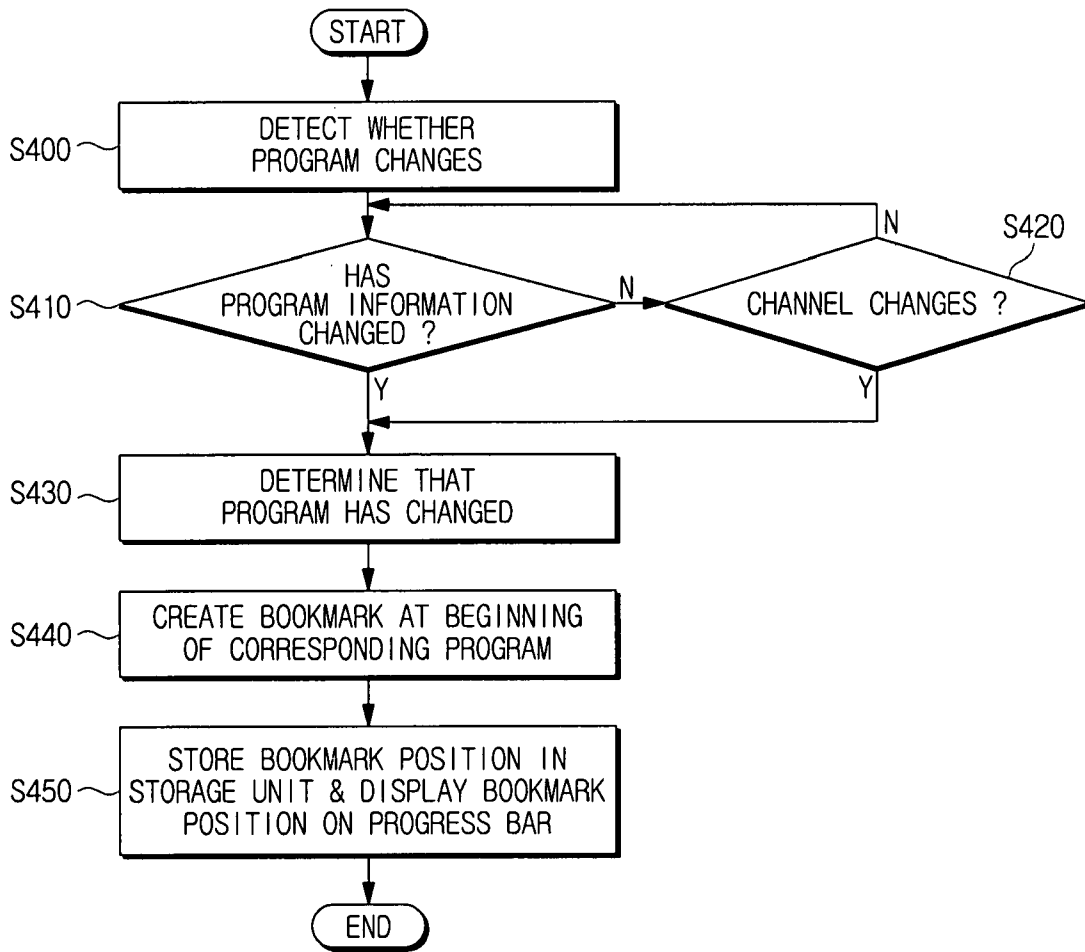 START
S400
DETECT WHETHER
PROGRAM CHANGES
N
S420
S410
HAS
PROGRAM INFORMATION
CHANGED ?
N
CHANNEL CHANGES ?
Y
Y
S430
DETERMINE THAT
PROGRAM HAS CHANGED
S440
CREATE BOOKMARK AT BEGINNING
OF CORRESPONDING PROGRAM
S450
STORE BOOKMARK POSITION IN
STORAGE UNIT & DISPLAY BOOKMARK
POSITION ON PROGRESS BAR
END